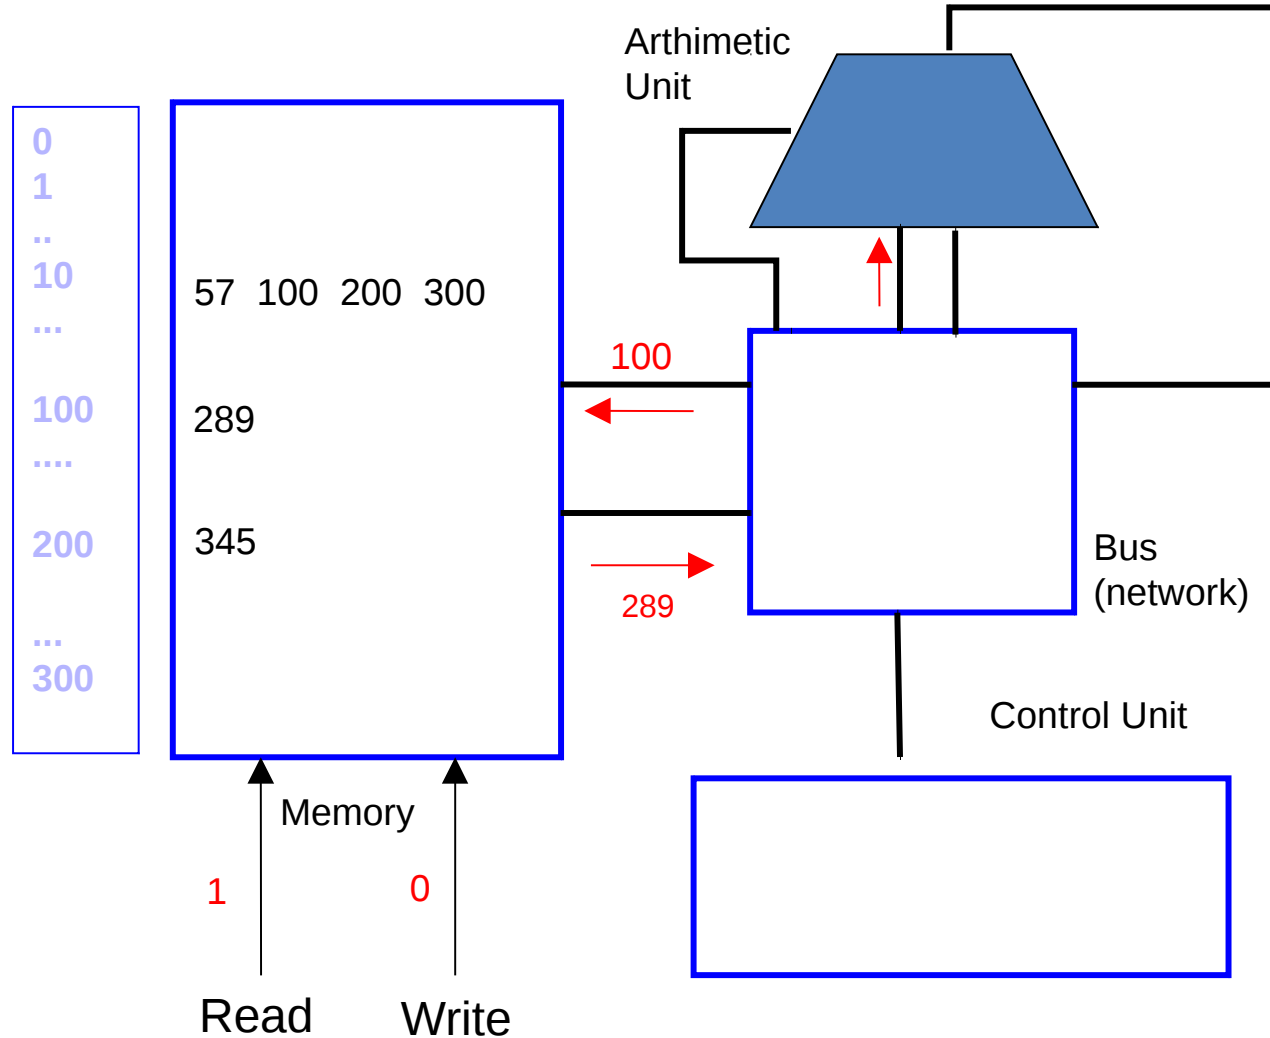 Arthimetic
Unit
0
1
..
10
...
100
....
200
...
300
57 100 200 300
289
345
100
289
Bus
(network)
Control Unit
Memory
1
0
Read
Write